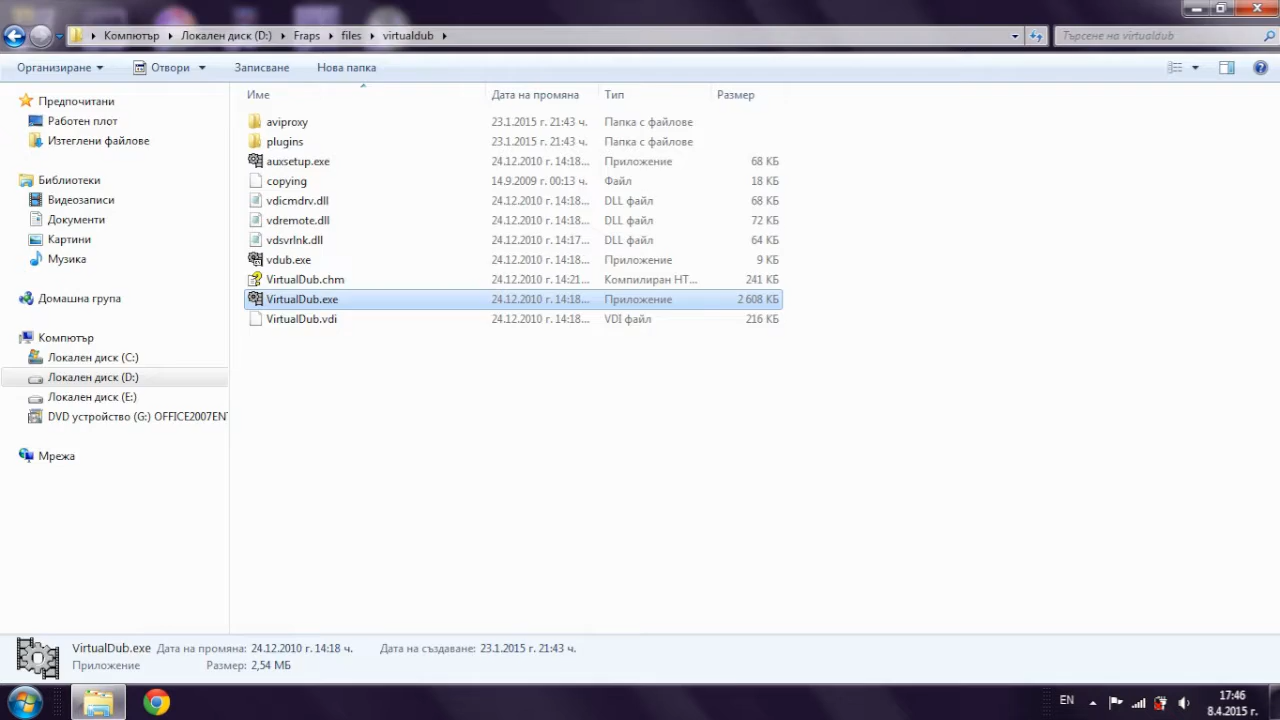 Компютър Локален диск (D:) Fraps files virtualdub Търсене на virtualdub
Организиране Отвори Записване Нова папка
Предпочитани
Работен плот
Изтеглени файлове
Библиотеки
Видеозаписи
Документи
Картини
Музика
Домашна група
Компютър
Локален диск (C:)
Локален диск (D:)
Локален диск (E:)
DVD устройство (G:) OFFICE2007EN
Мрежа
Име Дата на промяна Тип Размер
aviproxy 23.1.2015 г. 21:43 ч. Папка с файлове
plugins 23.1.2015 г. 21:43 ч. Папка с файлове
auxsetup.exe 24.12.2010 г. 14:18... Приложение 68 КБ
copying 14.9.2009 г. 00:13 ч. Файл 18 КБ
vdicmdrv.dll 24.12.2010 г. 14:18... DLL файл 68 КБ
vdremote.dll 24.12.2010 г. 14:18... DLL файл 72 КБ
vdsvrlnk.dll 24.12.2010 г. 14:17... DLL файл 64 КБ
vdub.exe 24.12.2010 г. 14:18... Приложение 9 КБ
VirtualDub.chm 24.12.2010 г. 14:21... Компилиран HT... 241 КБ
VirtualDub.exe 24.12.2010 г. 14:18... Приложение 2 608 КБ
VirtualDub.vdi 24.12.2010 г. 14:18... VDI файл 216 КБ
VirtualDub.exe Дата на промяна: 24.12.2010 г. 14:18 ч. Дата на създаване: 23.1.2015 г. 21:43 ч.
Приложение Размер: 2,54 МБ
EN 17:46
8.4.2015 г.